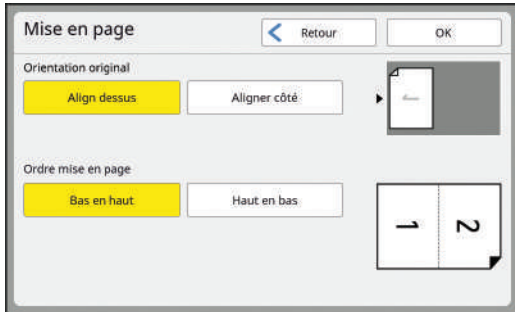 Mise en page
Retour
OK
Orientation original
Align dessus
Aligner côté
1
Ordre mise en page
Bas en haut
Haut en bas
1
2